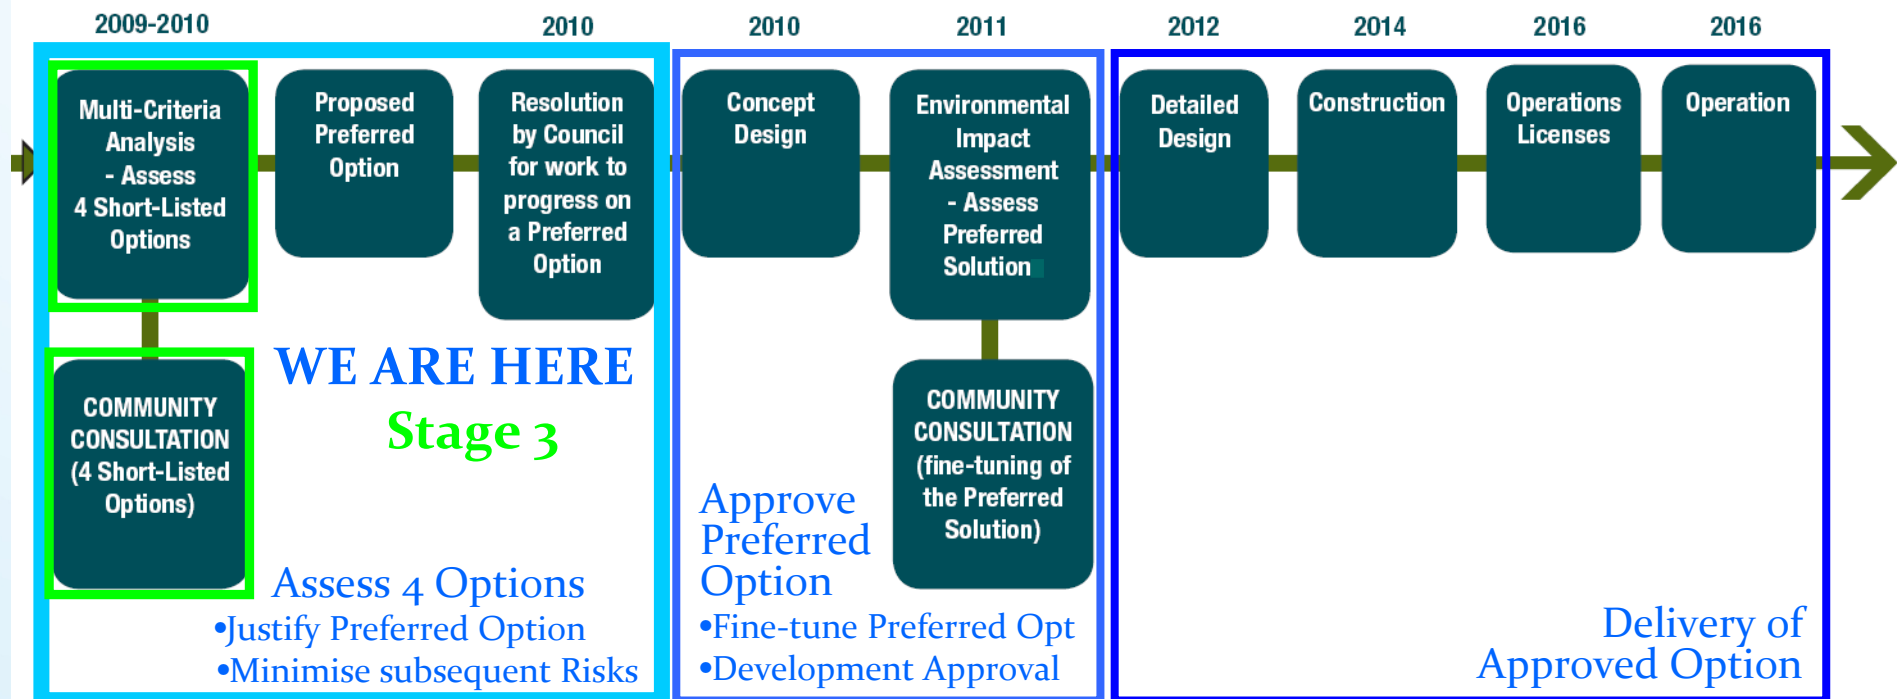 2009-2010
2010
2010
2011
2012
2014
2016
2016
Multi-Criteria
Analysis
- Assess
4 Short-Listed
Options
Proposed
Preferred
Option
Resolution
by Council
for work to
progress on
a Preferred
Option
Concept
Design
Environmental
Impact
Assessment
- Assess
Preferred
Solution
Detailed
Design
Construction
Operations
Licenses
Operation
COMMUNITY
CONSULTATION
(4 Short-Listed
Options)
WE ARE HERE
Stage 3
Assess 4 Options
•Justify Preferred Option
•Minimise subsequent Risks
COMMUNITY
CONSULTATION
(fine-tuning of
the Preferred
Solution)
Approve
Preferred
Option
•Fine-tune Preferred Opt
•Development Approval
Delivery of
Approved Option